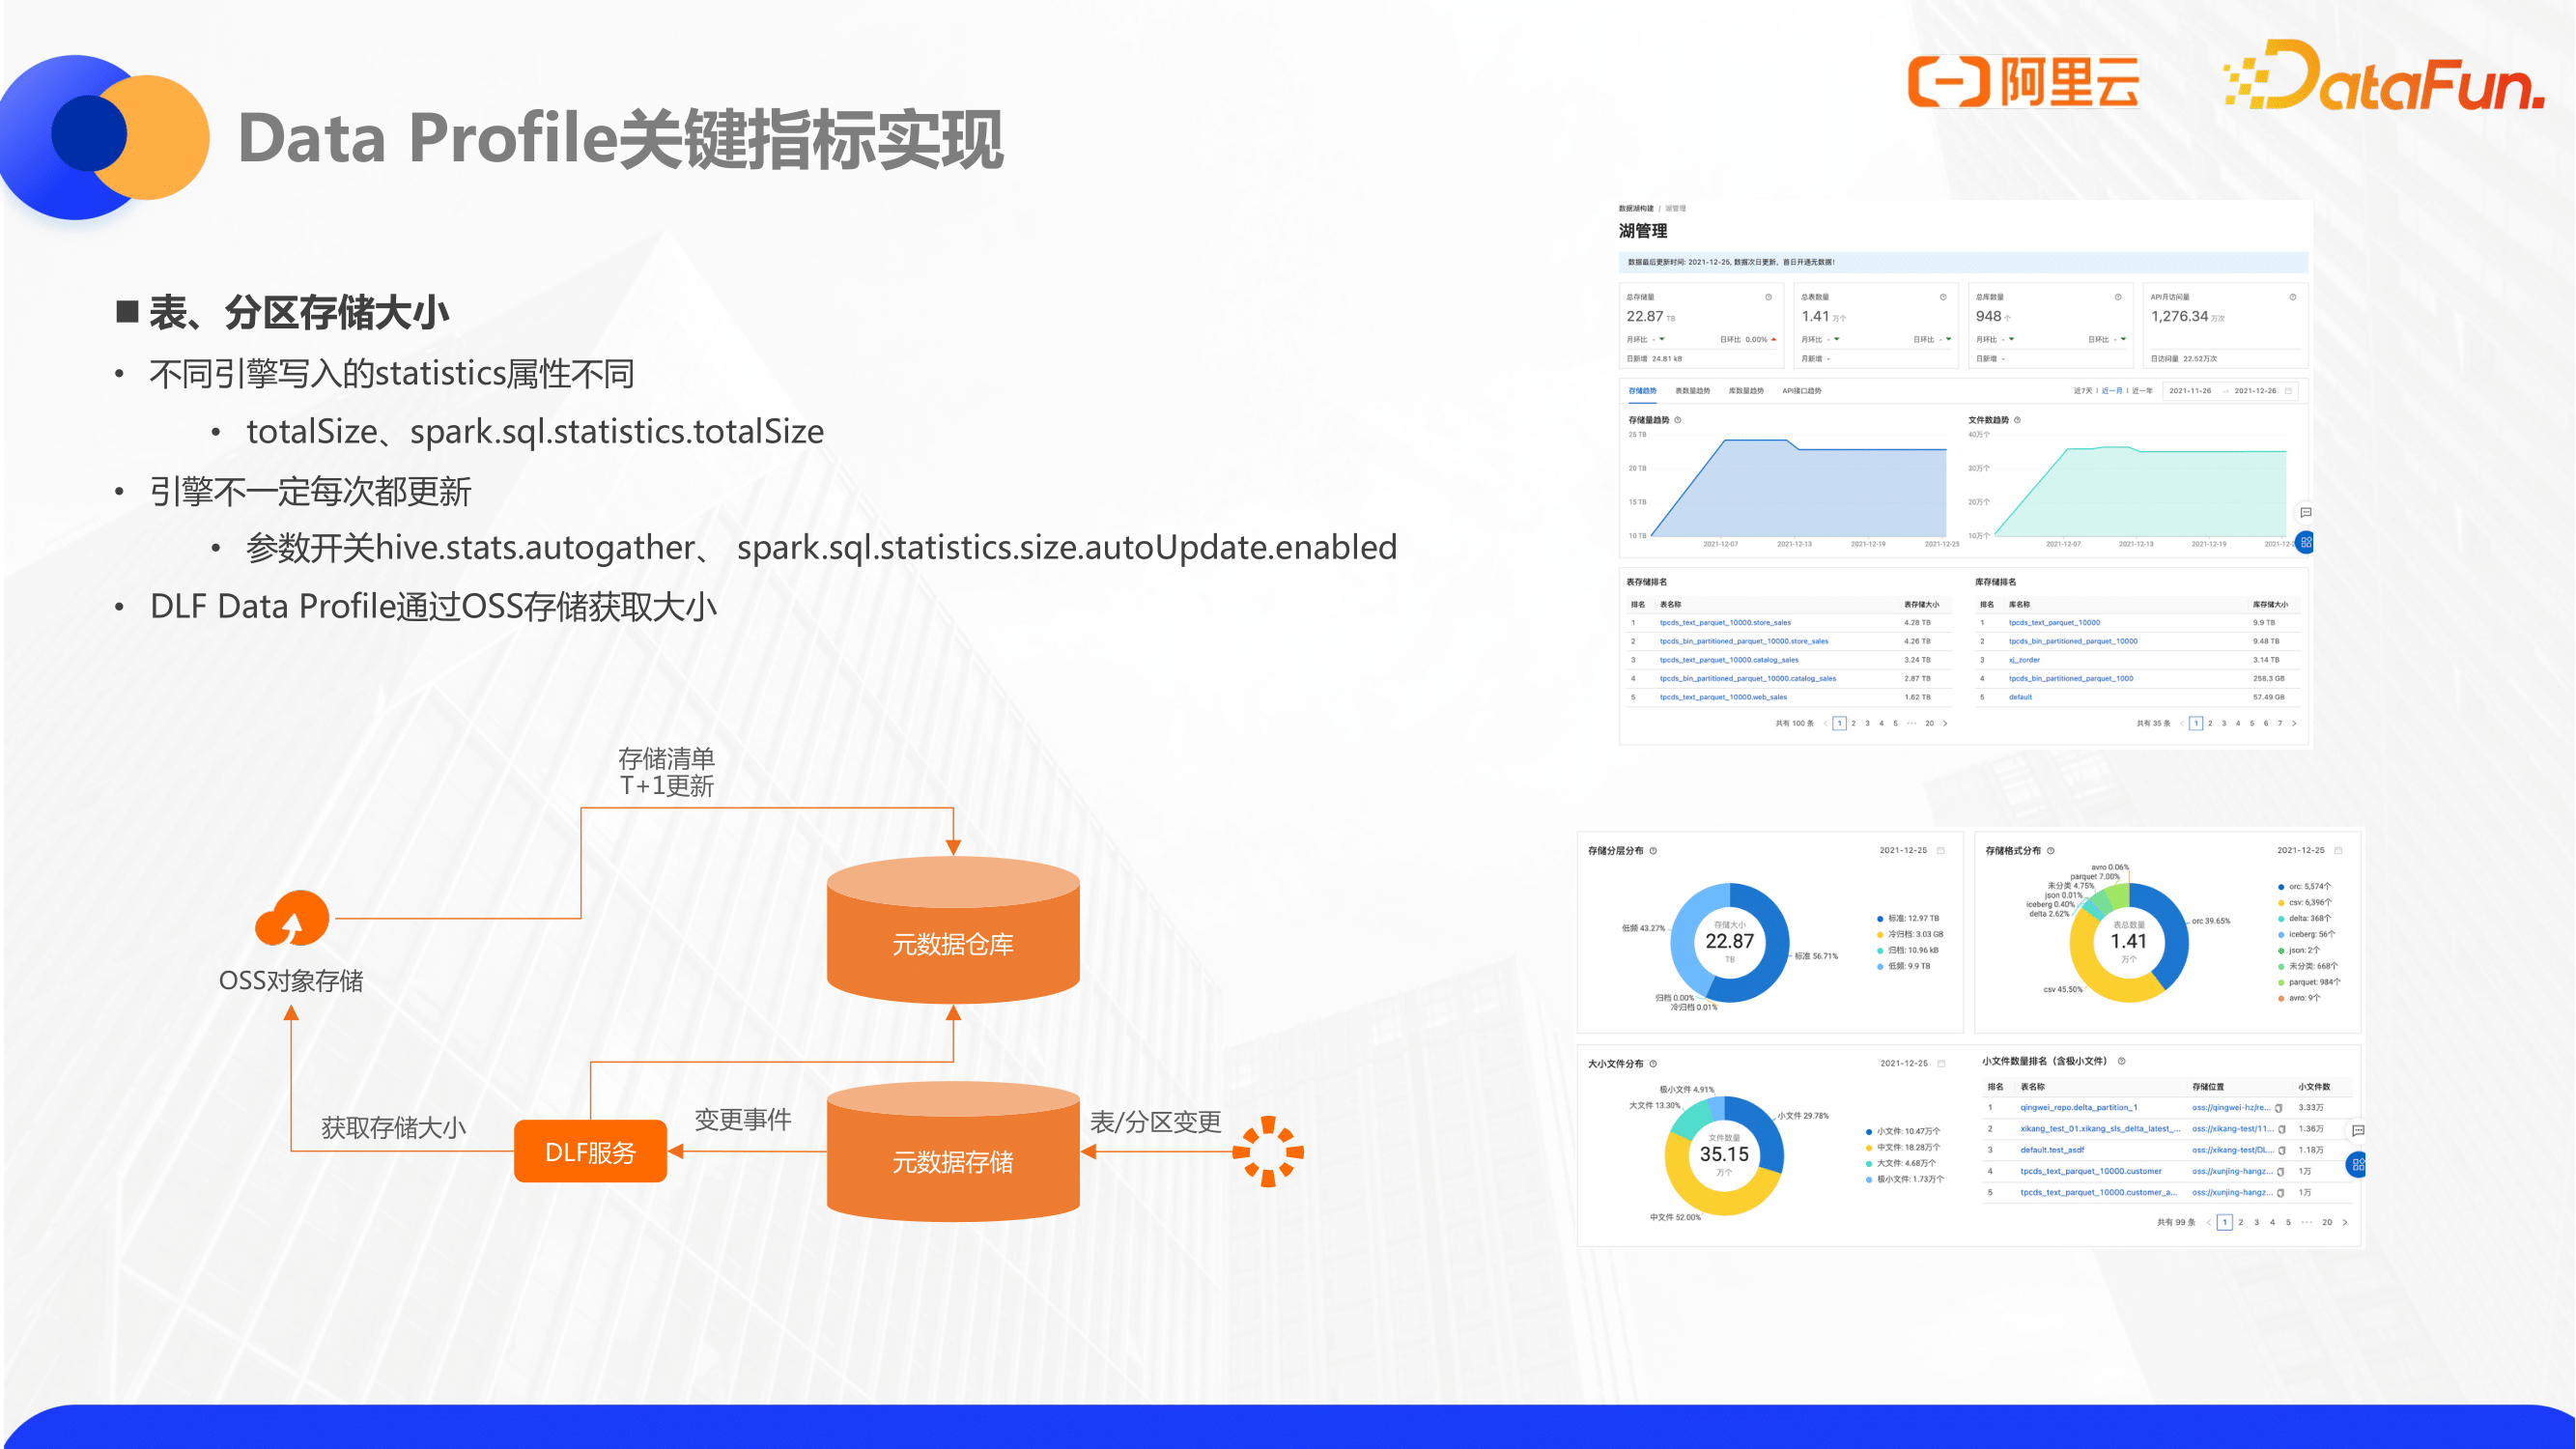 阿里云
DataFun.
Data Profile关键指标实现
表、分区存储大小
• 不同引擎写入的statistics属性不同
• totalSize、spark.sql.statistics.totalSize
• 引擎不一定每次都更新
• 参数开关hive.stats.autogather、 spark.sql.statistics.size.autoUpdate.enabled
• DLF Data Profile通过OSS存储获取大小
存储清单
T+1更新
元数据仓库
OSS对象存储
获取存储大小
DLF服务
变更事件
元数据存储
表/分区变更
数据湖构建 / 湖管理
湖管理
数据最后更新时间: 2021-12-25, 数据次日更新，首日开通无数据!
总存储量
22.87 TB
月环比 - 日环比 0.00%
日新增 24.81 kB
总表数量
1.41 万个
月环比 - 日环比 -
月新增 -
总库数量
948 个
月环比 - 日环比 -
日新增 -
API月访问量
1,276.34 万次
日访问量 22.52万次
存储趋势 表数量趋势 库数量趋势 API接口趋势
近7天 | 近一月 | 近一年 2021-11-26 → 2021-12-26
存储量趋势
25 TB
20 TB
15 TB
10 TB
2021-12-07 2021-12-13 2021-12-19 2021-12-25
文件数趋势
40万个
30万个
20万个
10万个
2021-12-07 2021-12-13 2021-12-19 2021-12-2
表存储排名
排名 表名称 表存储大小
1 tpcds_text_parquet_10000.store_sales 4.28 TB
2 tpcds_bin_partitioned_parquet_10000.store_sales 4.26 TB
3 tpcds_text_parquet_10000.catalog_sales 3.24 TB
4 tpcds_bin_partitioned_parquet_10000.catalog_sales 2.87 TB
5 tpcds_text_parquet_10000.web_sales 1.62 TB
共有 100 条 < 1 2 3 4 5 ··· 20 >
库存储排名
排名 库名称 库存储大小
1 tpcds_text_parquet_10000 9.9 TB
2 tpcds_bin_partitioned_parquet_10000 9.48 TB
3 xj_zorder 3.14 TB
4 tpcds_bin_partitioned_parquet_1000 258.3 GB
5 default 57.49 GB
共有 35 条 < 1 2 3 4 5 6 7 >
存储分层分布 2021-12-25
低频 43.27%
存储大小
22.87
TB
标准 56.71%
归档 0.00%
冷归档 0.01%
标准: 12.97 TB
冷归档: 3.03 GB
归档: 10.96 kB
低频: 9.9 TB
存储格式分布 2021-12-25
avro 0.06%
parquet 7.00%
未分类 4.75%
json 0.01%
iceberg 0.40%
delta 2.62%
orc 39.65%
表总数量
1.41
万个
csv 45.50%
orc: 5,574个
csv: 6,396个
delta: 368个
iceberg: 56个
json: 2个
未分类: 668个
parquet: 984个
avro: 9个
大小文件分布 2021-12-25
极小文件 4.91%
大文件 13.30%
小文件 29.78%
文件数量
35.15
万个
中文件 52.00%
小文件: 10.47万个
中文件: 18.28万个
大文件: 4.68万个
极小文件: 1.73万个
小文件数量排名（含极小文件）
排名 表名称 存储位置 小文件数
1 qingwei_repo.delta_partition_1 oss://qingwei-hz/re... 3.33万
2 xikang_test_01.xikang_sls_delta_latest_... oss://xikang-test/11... 1.36万
3 default.test_asdf oss://xikang-test/DL... 1.18万
4 tpcds_text_parquet_10000.customer oss://xunjing-hangz... 1万
5 tpcds_text_parquet_10000.customer_a... oss://xunjing-hangz... 1万
共有 99 条 < 1 2 3 4 5 ··· 20 >